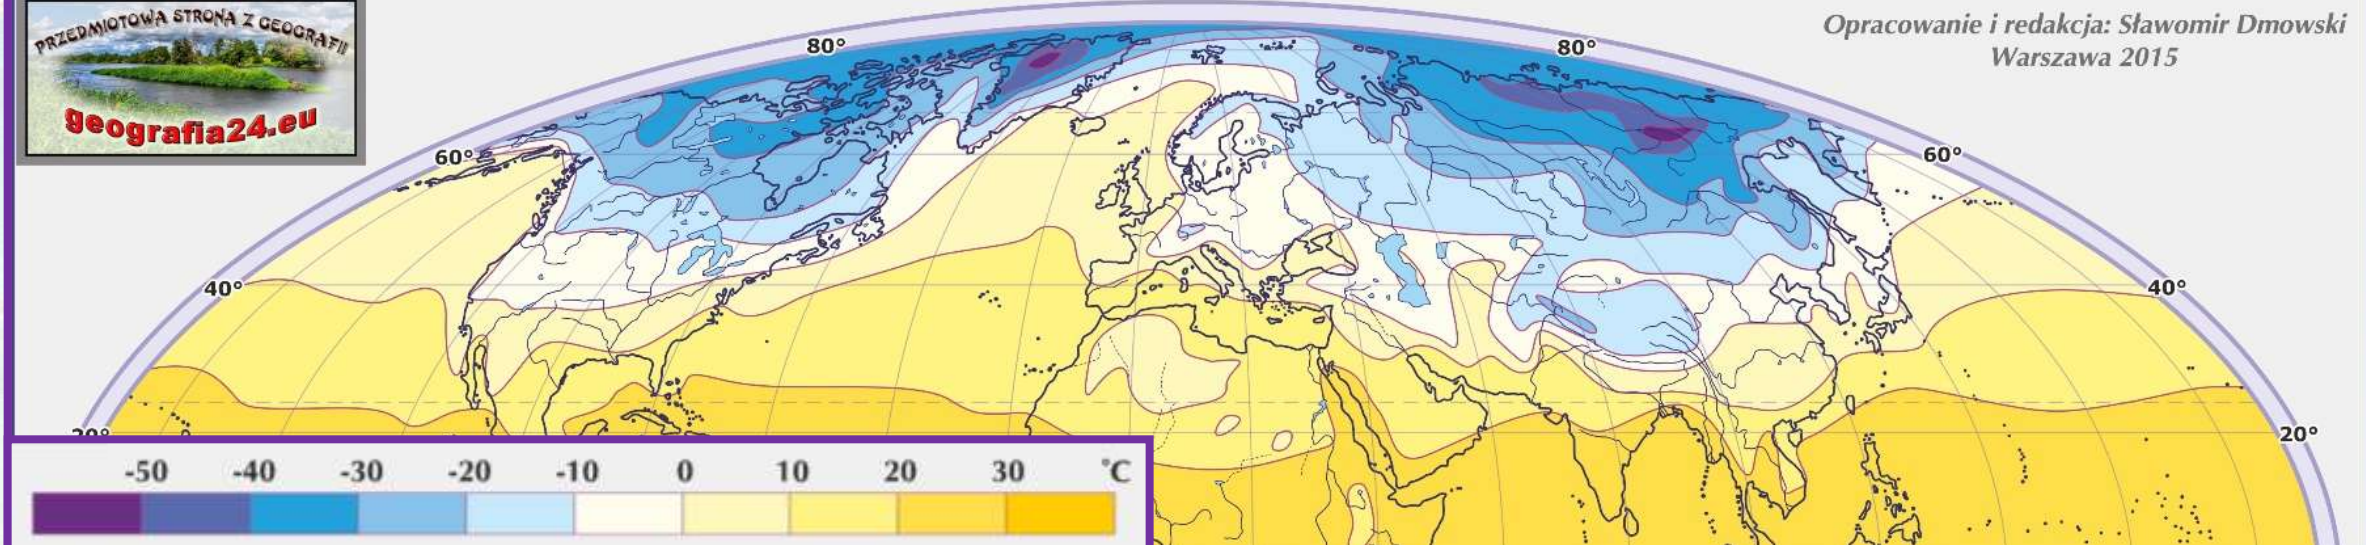 PRZEDMIOTOWA STRONA Z GEOGRAFII
geografia24.eu
Opracowanie i redakcja: Sławomir Dmowski
Warszawa 2015
80° 80°
60° 60°
40° 40°
20° 20°
-50 -40 -30 -20 -10 0 10 20 30 °C